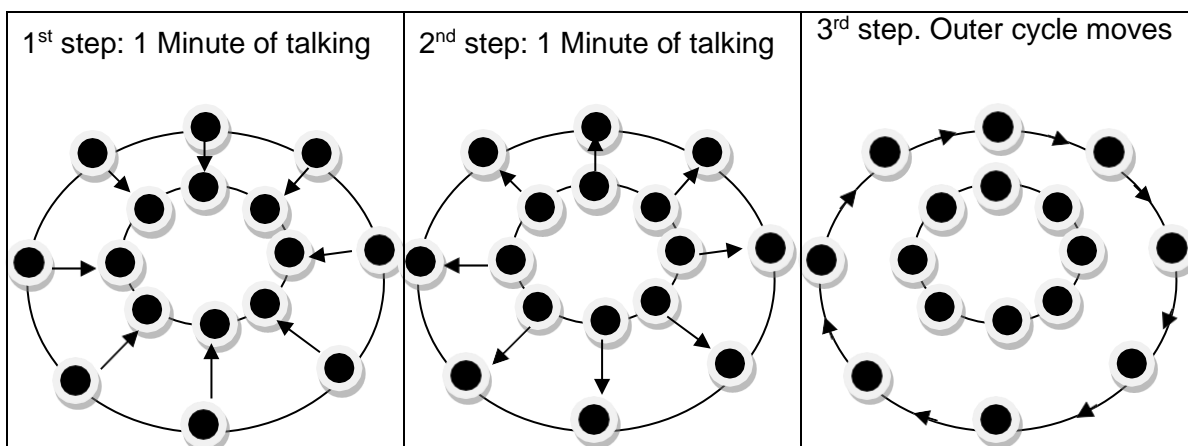 1st step: 1 Minute of talking
2nd step: 1 Minute of talking
3rd step. Outer cycle moves